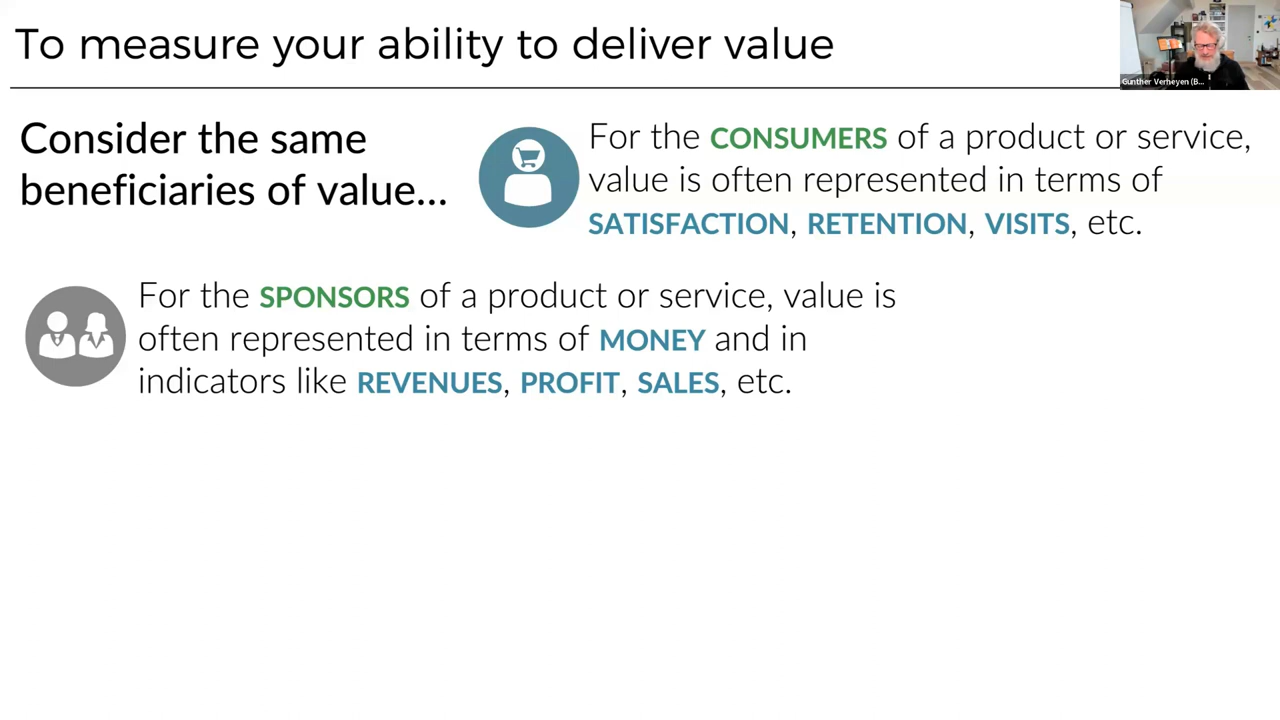 To measure your ability to deliver value
Gunther Verheyen (B...
Consider the same
beneficiaries of value...
For the CONSUMERS of a product or service,
value is often represented in terms of
SATISFACTION, RETENTION, VISITS, etc.
For the SPONSORS of a product or service, value is
often represented in terms of MONEY and in
indicators like REVENUES, PROFIT, SALES, etc.